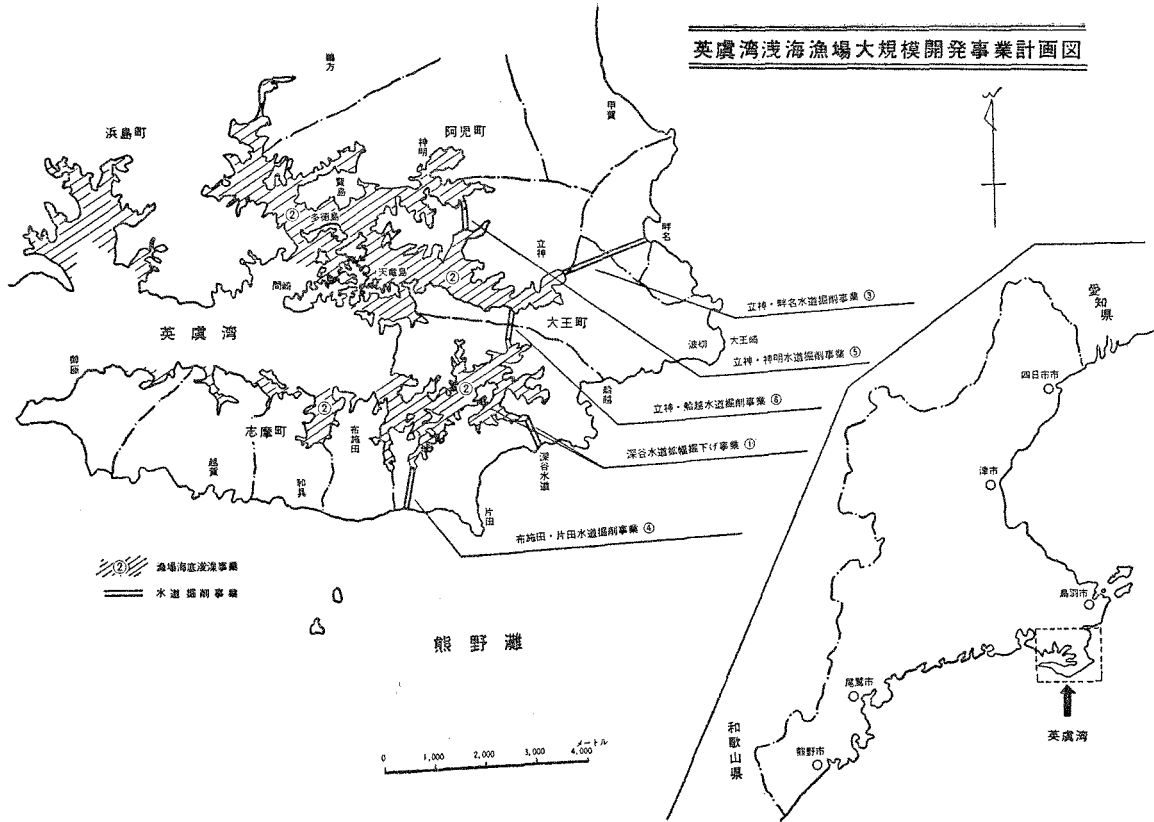 英虞湾浅海漁場大規模開発事業計画図
N
鵜方
浜島町
阿児町
神明
甲賀
賢島
②
多徳島
立神
畔名
間崎
天竜島
②
立神・畔名水道掘削事業 ③
英虞湾
大王町
波切
大王崎
立神・神明水道掘削事業 ⑤
御座
船越
立神・船越水道掘削事業 ⑥
②
②
志摩町
布施田
深谷水道拡幅掘下げ事業 ①
越賀
和具
深谷水道
片田
布施田・片田水道掘削事業 ④
② 漁場海底浚渫事業
水道掘削事業
熊野灘
0 1,000 2,000 3,000 4,000 メートル
愛知県
四日市市
津市
鳥羽市
尾鷲市
熊野市
和歌山県
英虞湾